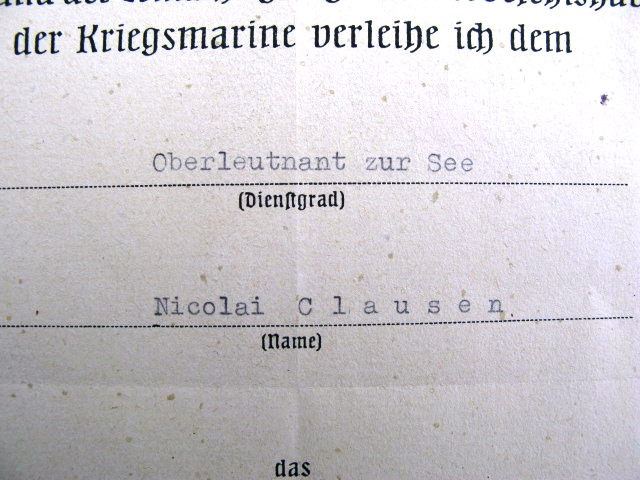 der Kriegsmarine verleihe ich dem
Oberleutnant zur See
(Dienstgrad)
Nicolai C l a u s e n
(Name)
das